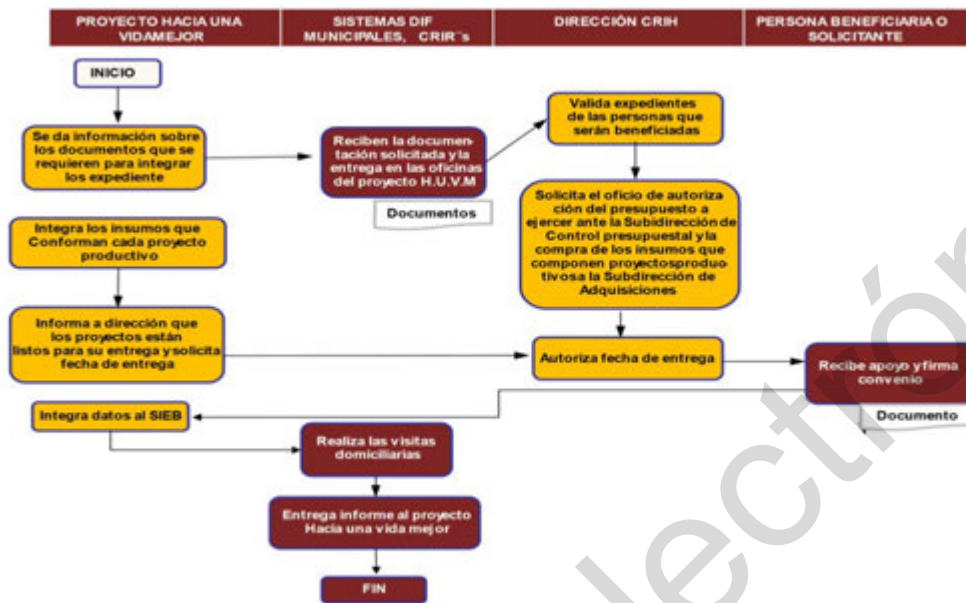 PROYECTO HACIA UNA
VIDAMEJOR
SISTEMAS DIF
MUNICIPALES, CRIR¨s
DIRECCIÓN CRIH
PERSONA BENEFICIARIA O
SOLICITANTE
INICIO
Se da información sobre
los documentos que se
requieren para integrar
los expediente
Reciben la documen-
tación solicitada y la
entrega en las oficinas
del proyecto H.U.V.M
Documentos
Valida expedientes
de las personas que
serán beneficiadas
Solicita el oficio de autoriza
ción del presupuesto a
ejercer ante la Subidirección de
Control presupuestal y la
compra de los insumos que
componen proyectosproduc
tivosa la Subdirección de
Adquisiciones
Integra los insumos que
Conforman cada proyecto
productivo
Informa a dirección que
los proyectos están
listos para su entrega y solicita
fecha de entrega
Autoriza fecha de entrega
Recibe apoyo yfirma
convenio
Documento
Integra datos al SIEB
Realiza las visitas
domiciliarias
Entrega informe al proyecto
Hacia una vida mejor
FIN
lectrón